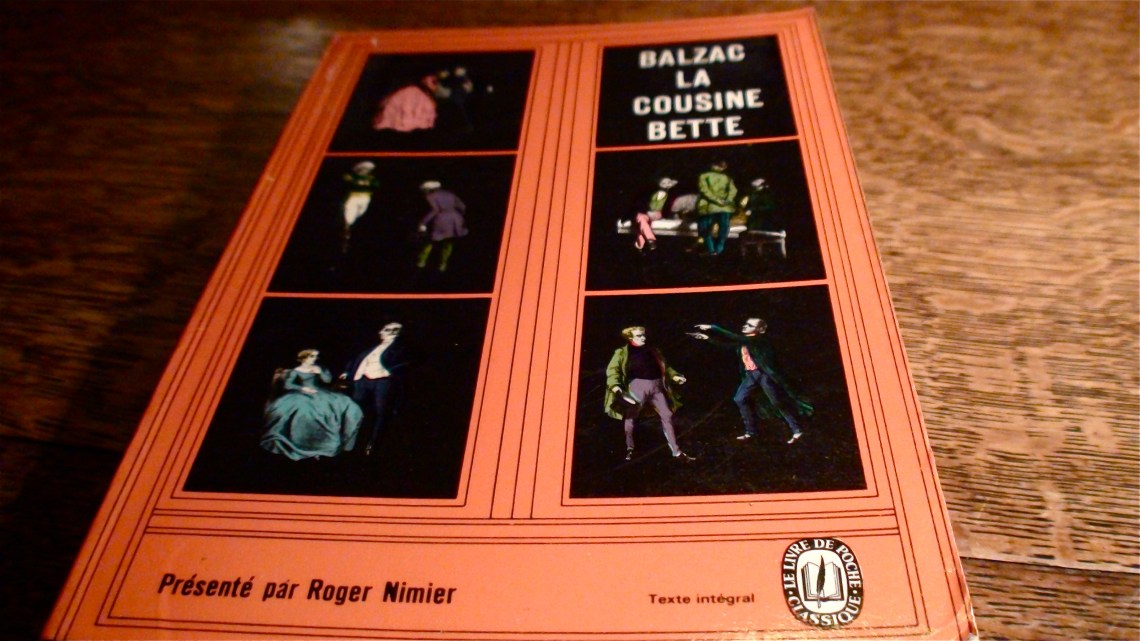 BALZAC
LA
COUSINE
BETTE
Présenté par Roger Nimier
Texte intégral
LE LIVRE DE POCHE
CLASSIQUE